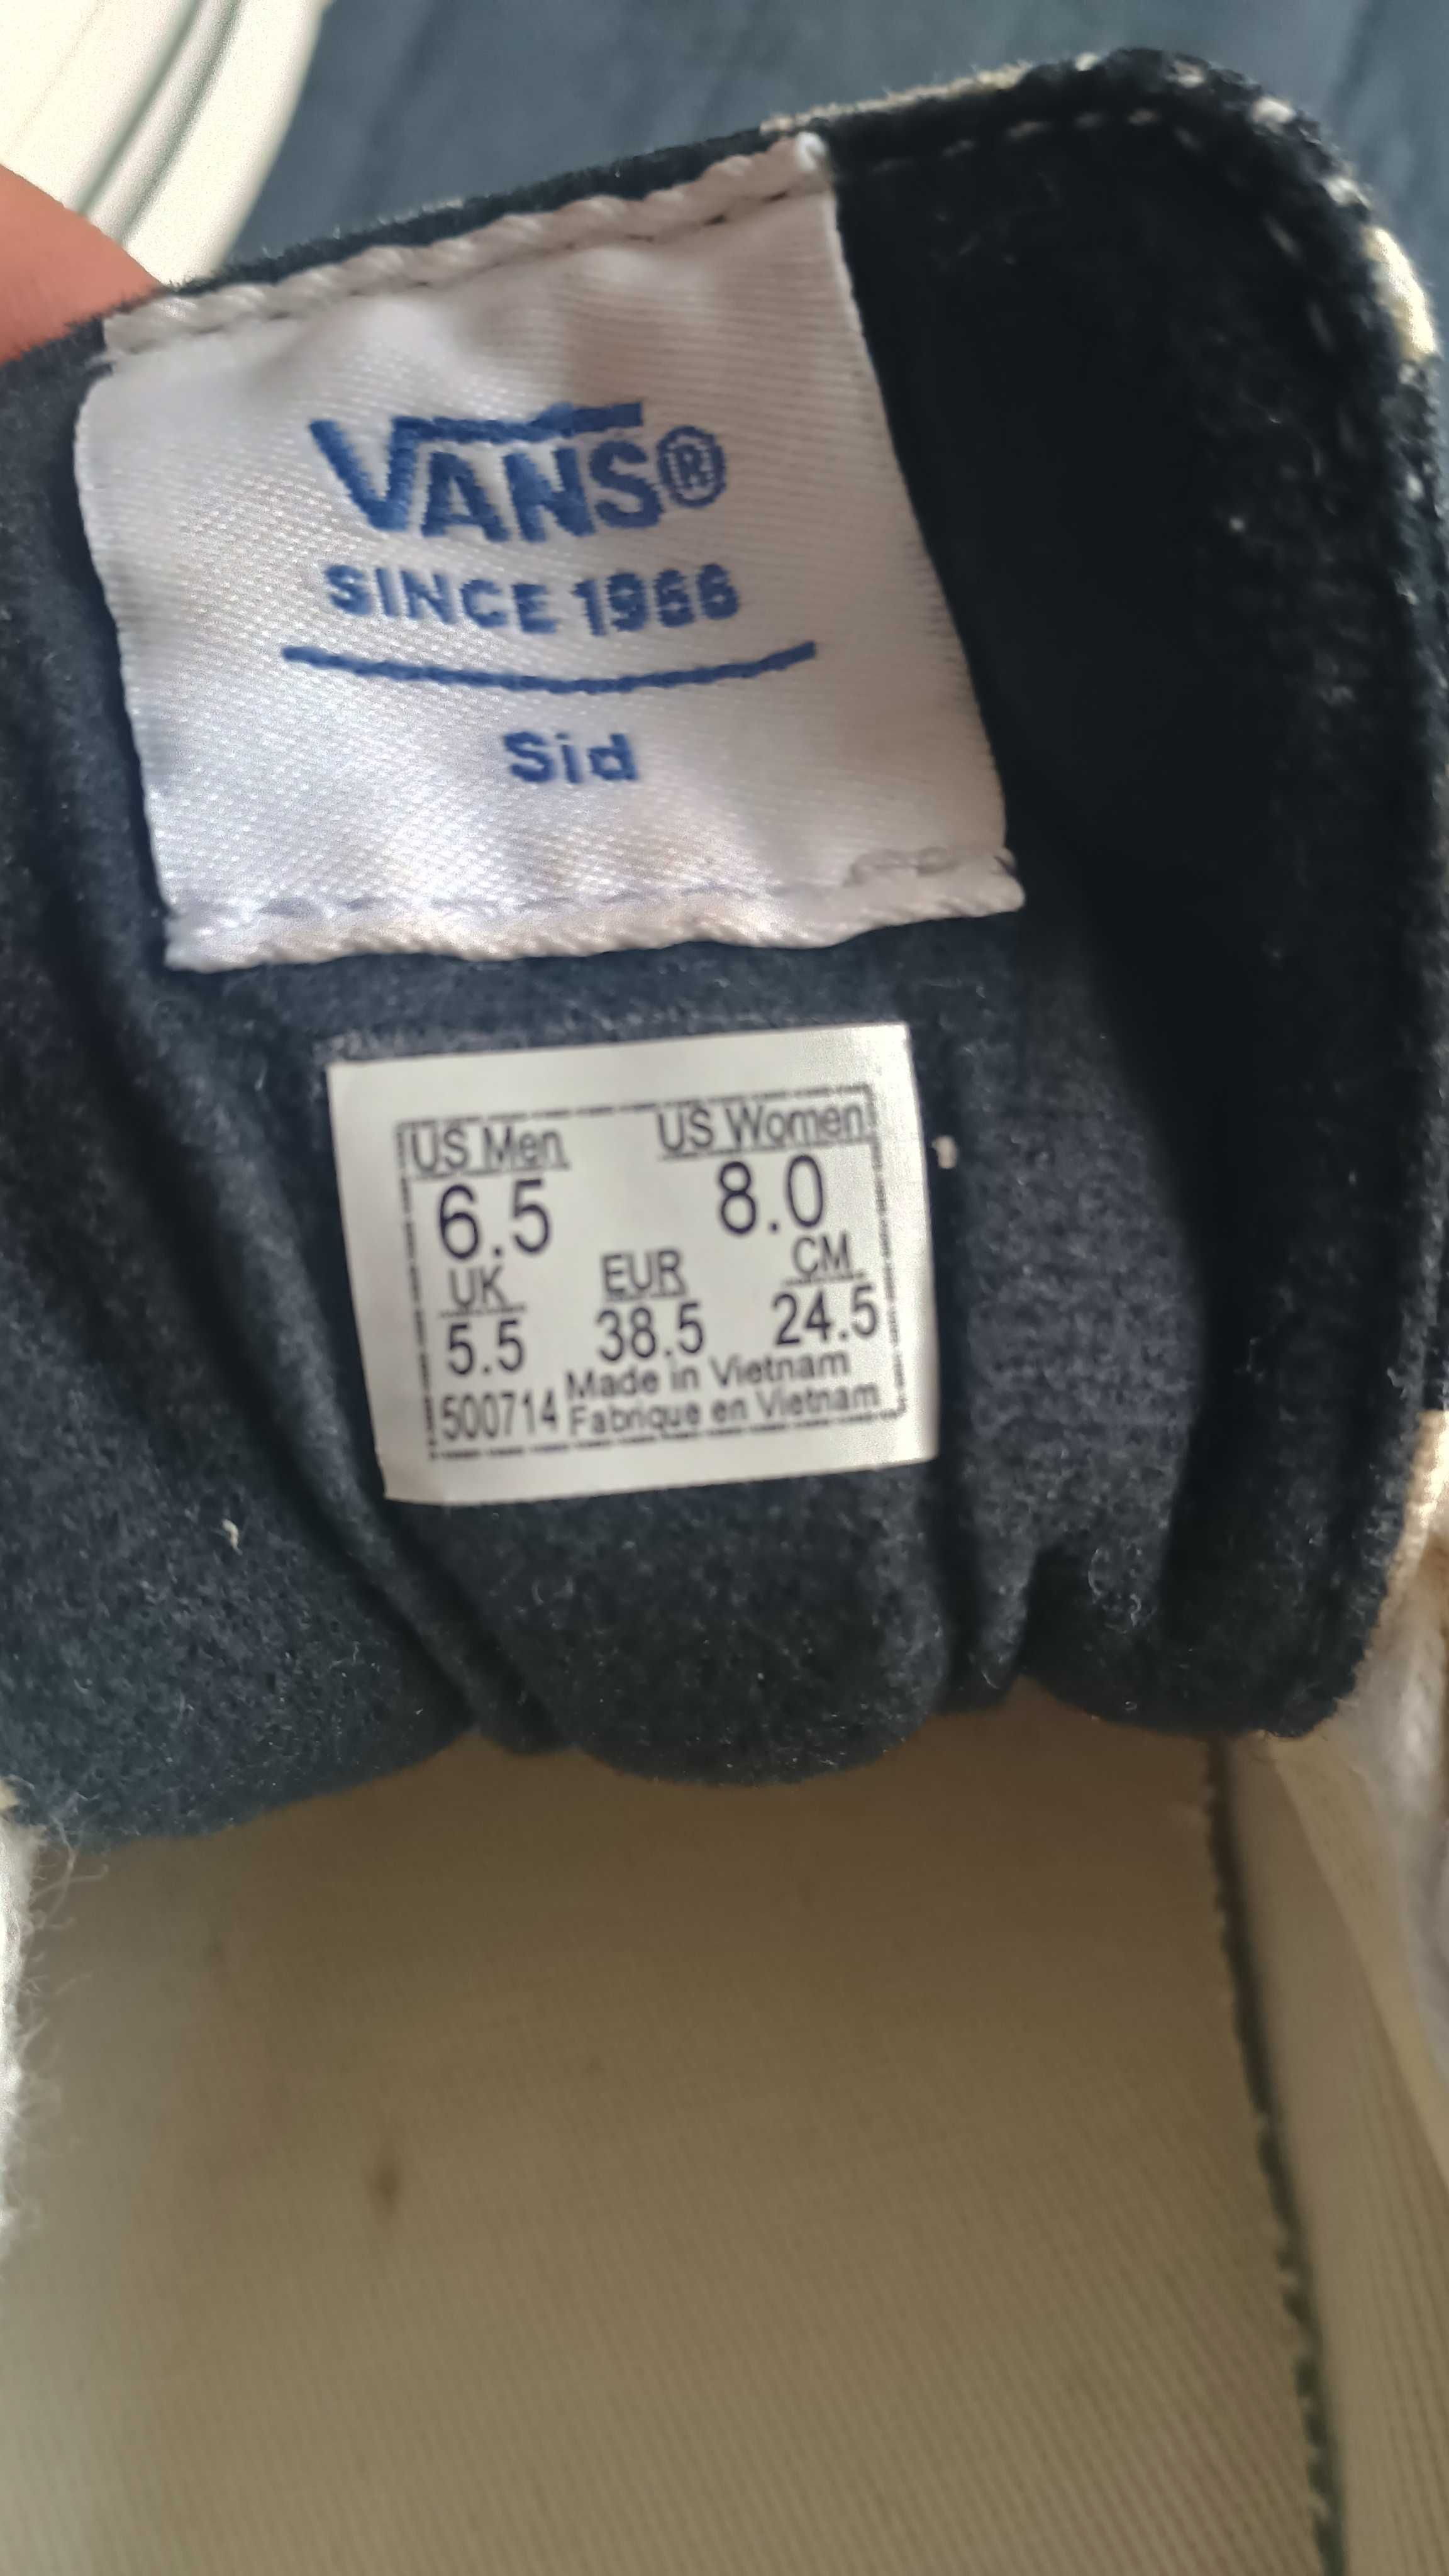 VANS®
SINCE 1966
Sid
US Men US Women
6.5 8.0
UK EUR CM
5.5 38.5 24.5
500714 Made in Vietnam
Fabrique en Vietnam